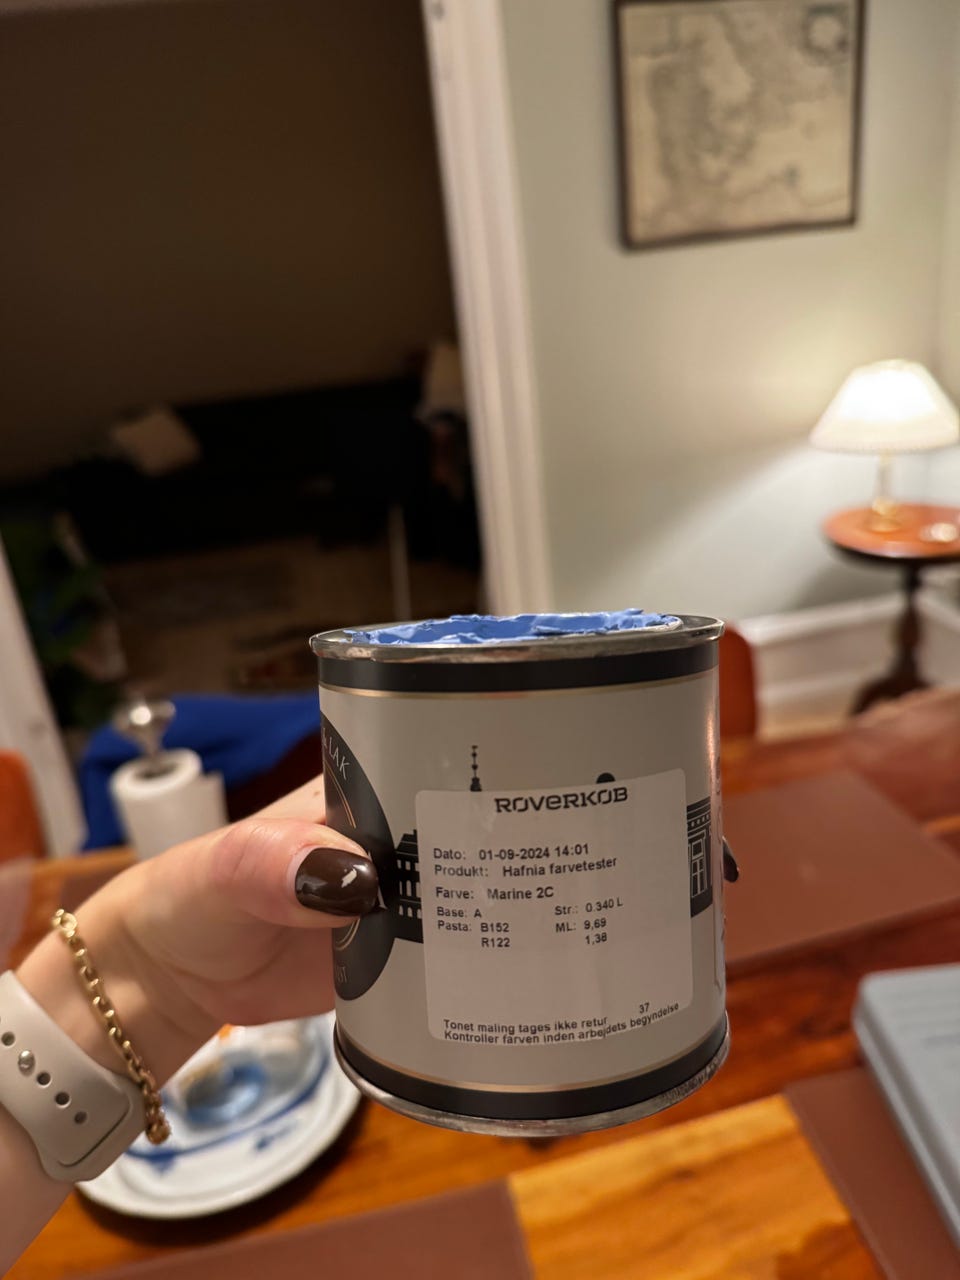 & LAK
ROVERKØB
Dato: 01-09-2024 14:01
Produkt: Hafnia farvetester
Farve: Marine 2C
Base: A Str.: 0.340 L
Pasta: B152 ML: 9,69
R122 1,38
37
Tonet maling tages ikke retur
Kontroller farven inden arbejdets begyndelse